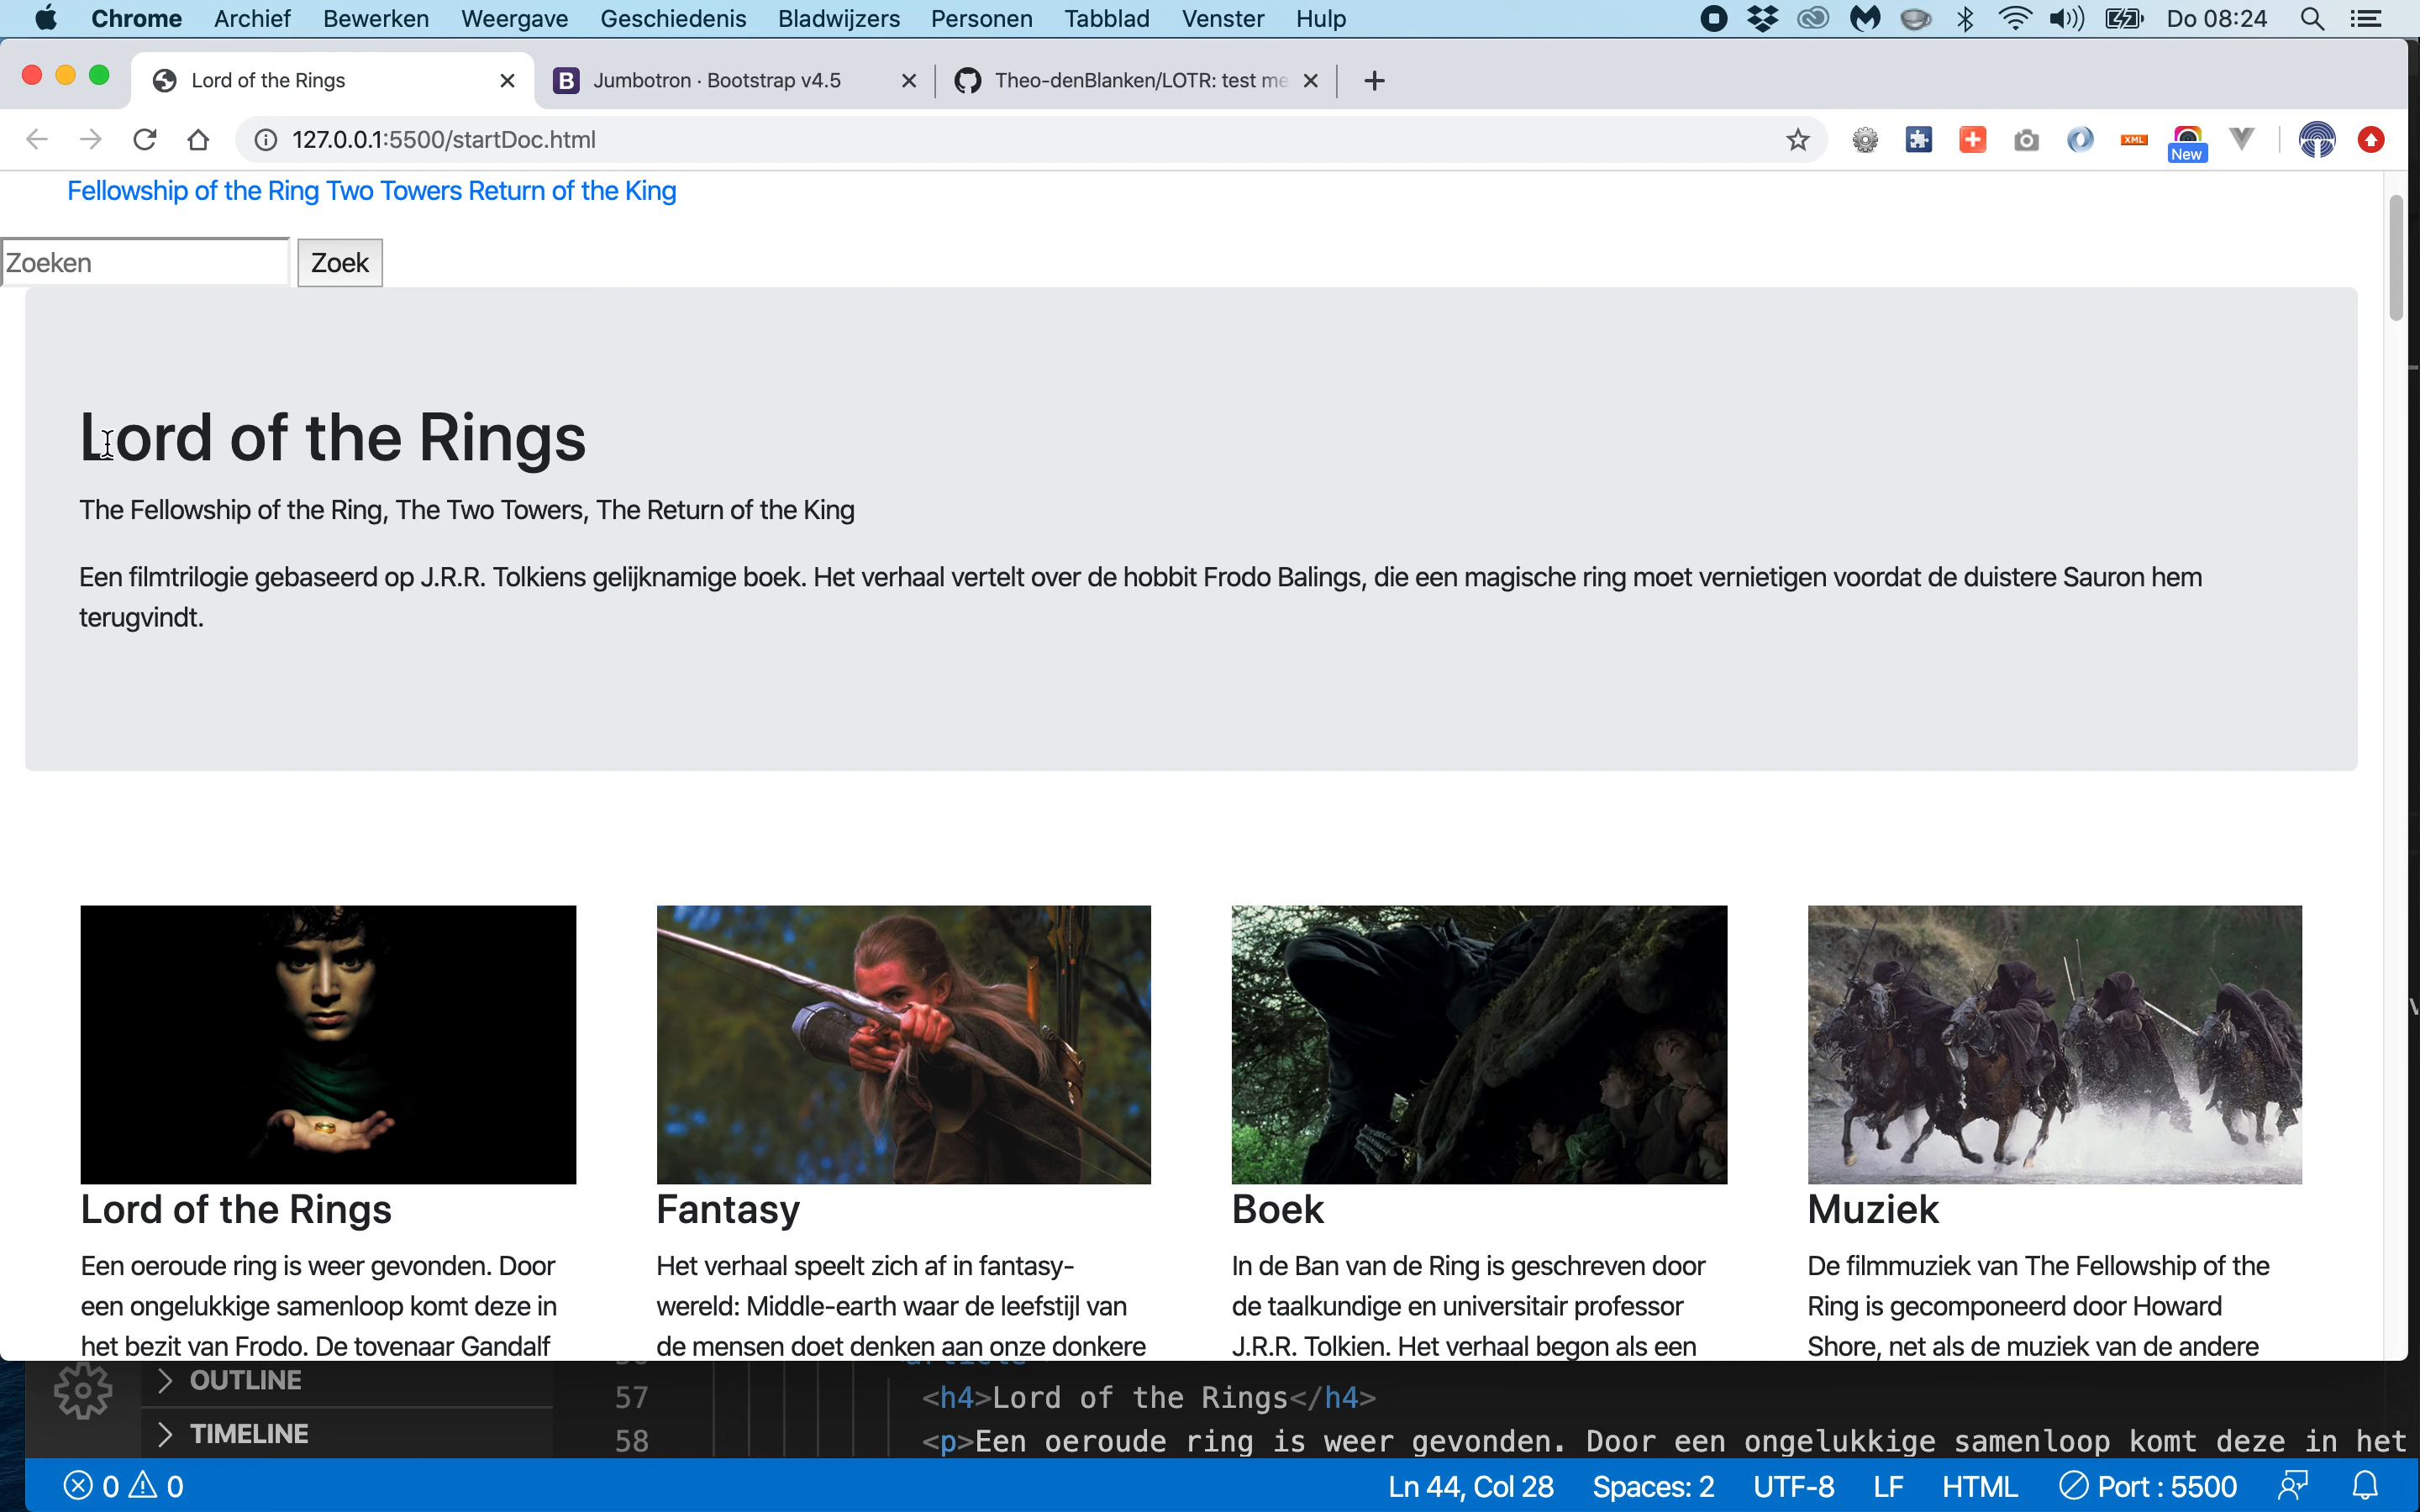 Chrome Archief Bewerken Weergave Geschiedenis Bladwijzers Personen Tabblad Venster Hulp Do 08:24
Lord of the Rings Jumbotron · Bootstrap v4.5 Theo-denBlanken/LOTR: test me
127.0.0.1:5500/startDoc.html XML New
Fellowship of the Ring Two Towers Return of the King
Zoeken Zoek
Lord of the Rings
The Fellowship of the Ring, The Two Towers, The Return of the King
Een filmtrilogie gebaseerd op J.R.R. Tolkiens gelijknamige boek. Het verhaal vertelt over de hobbit Frodo Balings, die een magische ring moet vernietigen voordat de duistere Sauron hem
terugvindt.
Lord of the Rings
Een oeroude ring is weer gevonden. Door
een ongelukkige samenloop komt deze in
het bezit van Frodo. De tovenaar Gandalf
Fantasy
Het verhaal speelt zich af in fantasy-
wereld: Middle-earth waar de leefstijl van
de mensen doet denken aan onze donkere
Boek
In de Ban van de Ring is geschreven door
de taalkundige en universitair professor
J.R.R. Tolkien. Het verhaal begon als een
Muziek
De filmmuziek van The Fellowship of the
Ring is gecomponeerd door Howard
Shore, net als de muziek van de andere
OUTLINE
TIMELINE
57 <h4>Lord of the Rings</h4>
58 <p>Een oeroude ring is weer gevonden. Door een ongelukkige samenloop komt deze in het
0 0 Ln 44, Col 28 Spaces: 2 UTF-8 LF HTML Port : 5500